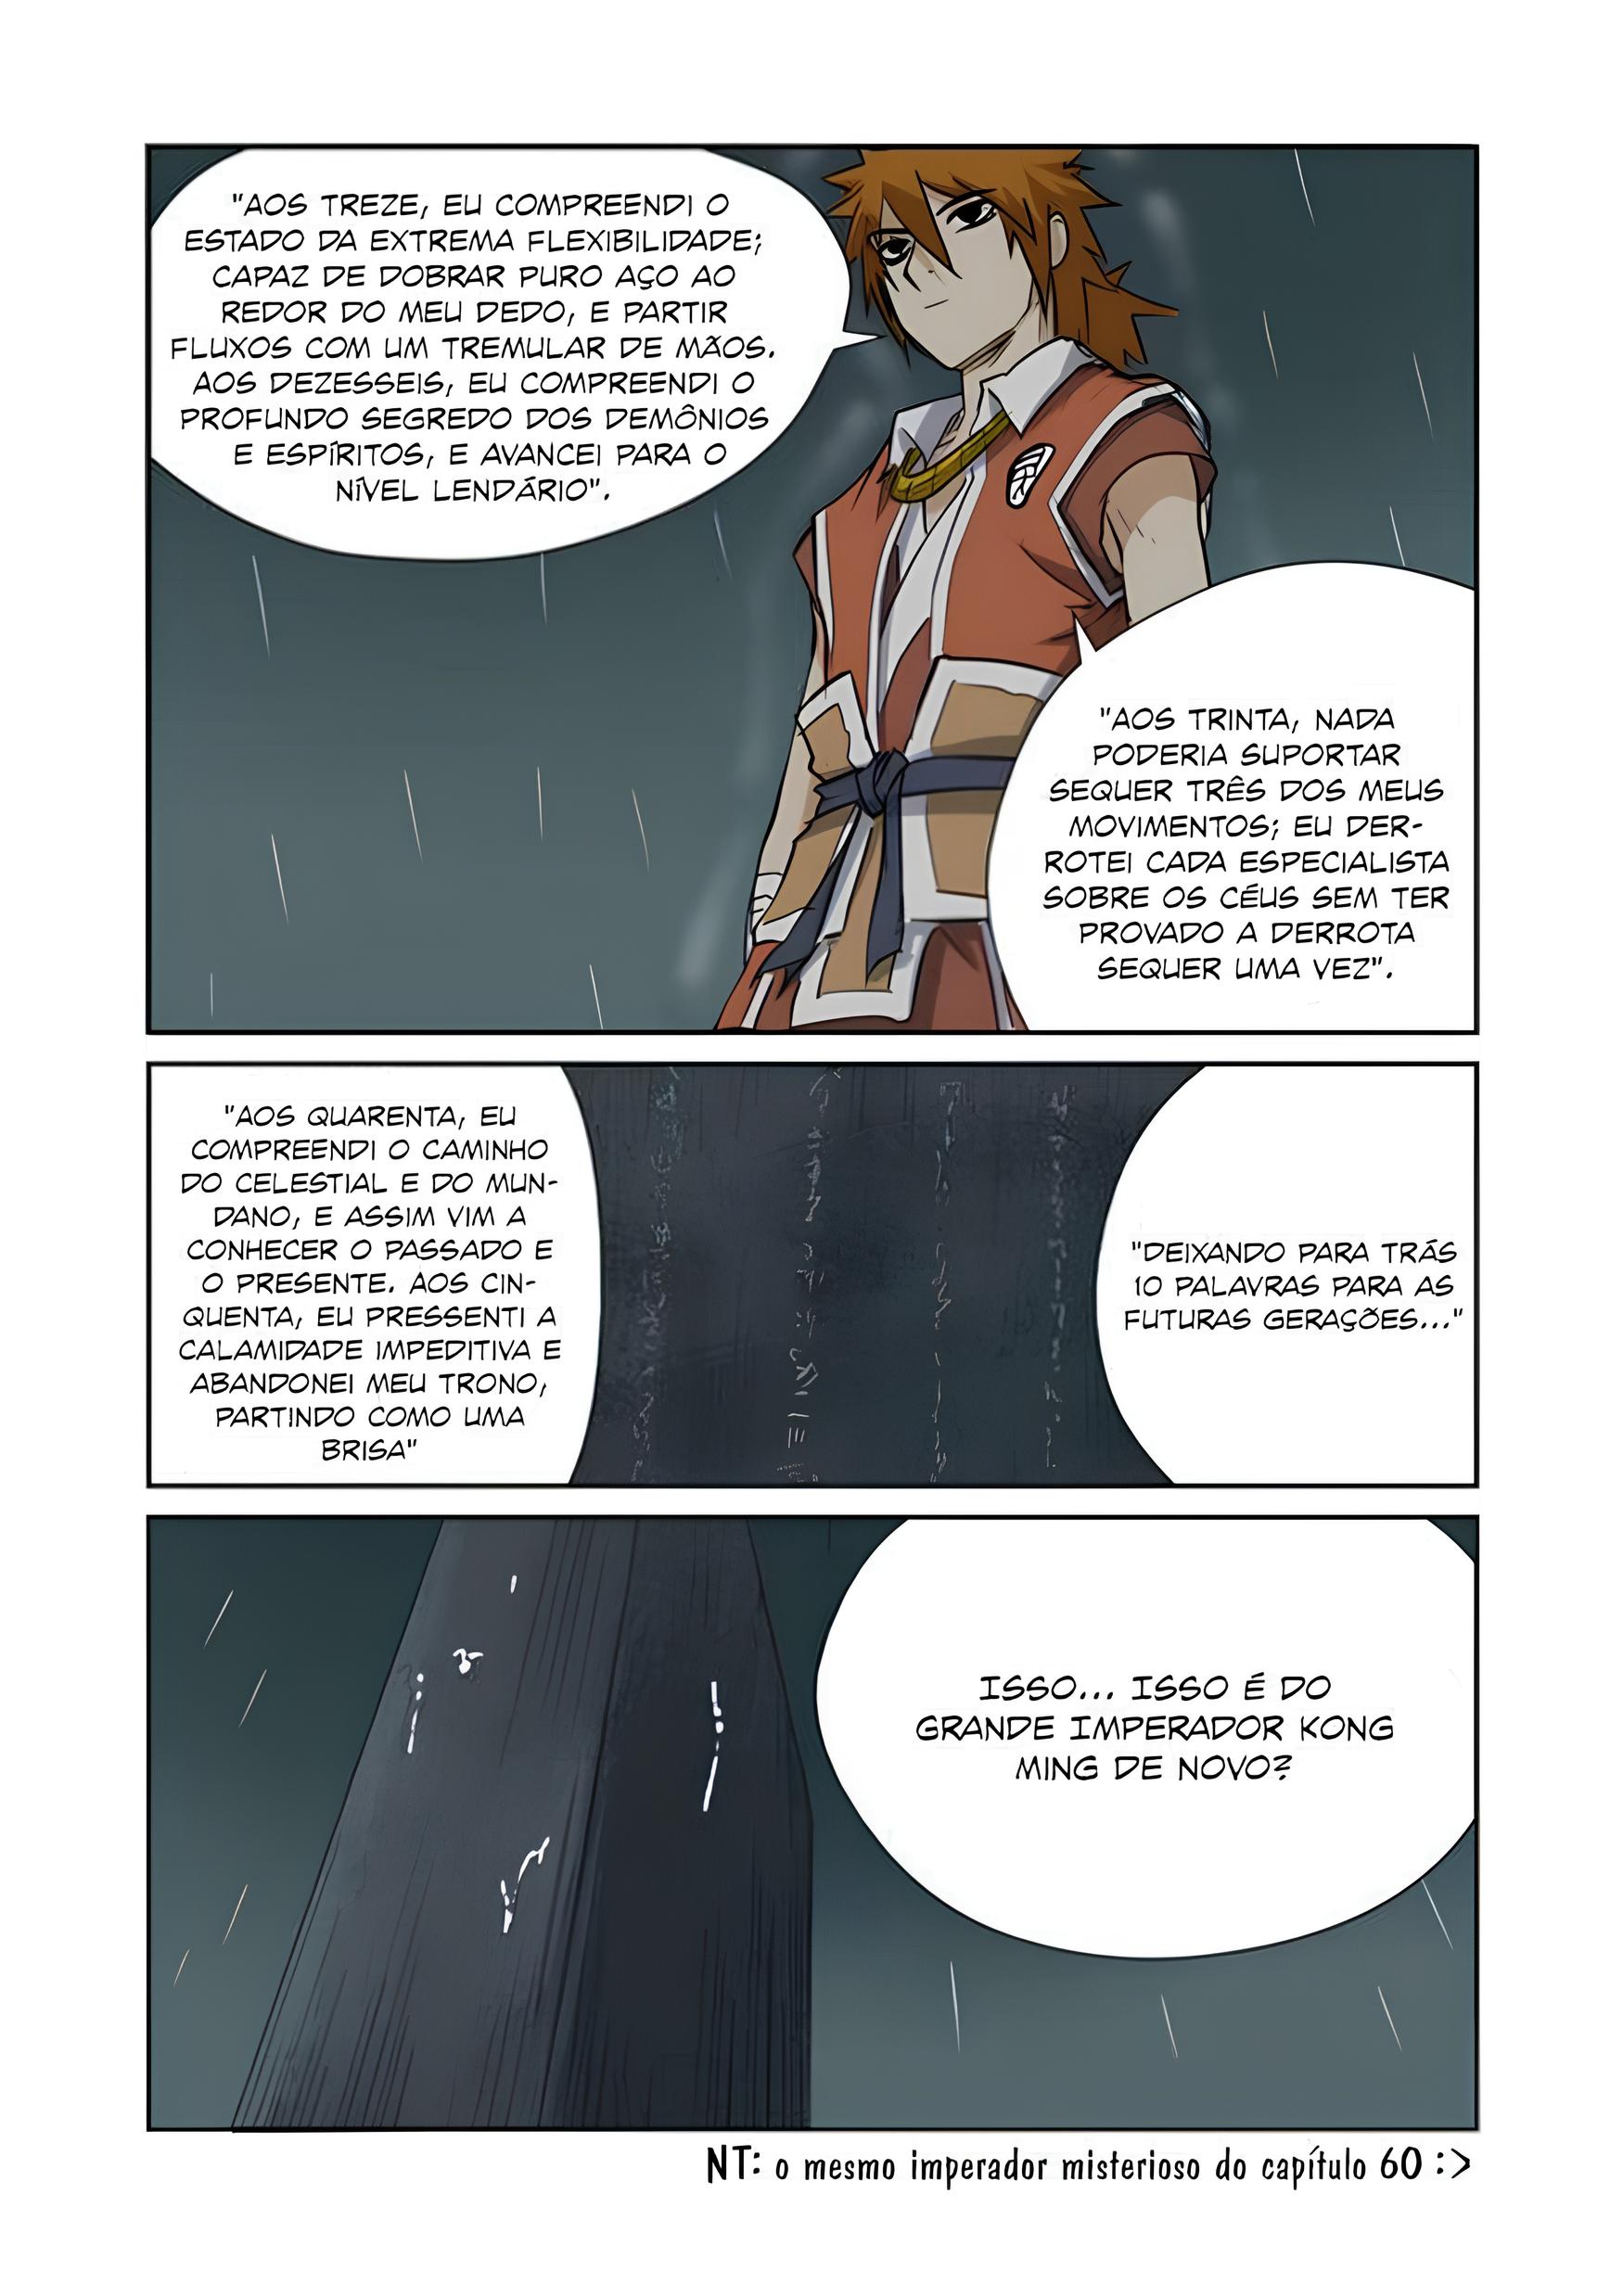 "AOS TREZE, EU COMPREENDI O
ESTADO DA EXTREMA FLEXIBILIDADE;
CAPAZ DE DOBRAR PURO AÇO AO
REDOR DO MEU DEDO, E PARTIR
FLUXOS COM UM TREMULAR DE MÃOS.
AOS DEZESSEIS, EU COMPREENDI O
PROFUNDO SEGREDO DOS DEMÔNIOS
E ESPÍRITOS, E AVANCEI PARA O
NÍVEL LENDÁRIO".
"AOS TRINTA, NADA
PODERIA SUPORTAR
SEQUER TRÊS DOS MEUS
MOVIMENTOS; EU DER-
ROTEI CADA ESPECIALISTA
SOBRE OS CÉUS SEM TER
PROVADO A DERROTA
SEQUER UMA VEZ".
"AOS QUARENTA, EU
COMPREENDI O CAMINHO
DO CELESTIAL E DO MUN-
DANO, E ASSIM VIM A
CONHECER O PASSADO E
O PRESENTE. AOS CIN-
QUENTA, EU PRESSENTI A
CALAMIDADE IMPEDITIVA E
ABANDONEI MEU TRONO,
PARTINDO COMO UMA
BRISA"
"DEIXANDO PARA TRÁS
10 PALAVRAS PARA AS
FUTURAS GERAÇÕES..."
ISSO... ISSO É DO
GRANDE IMPERADOR KONG
MING DE NOVO?
NT: o mesmo imperador misterioso do capítulo 60 :>